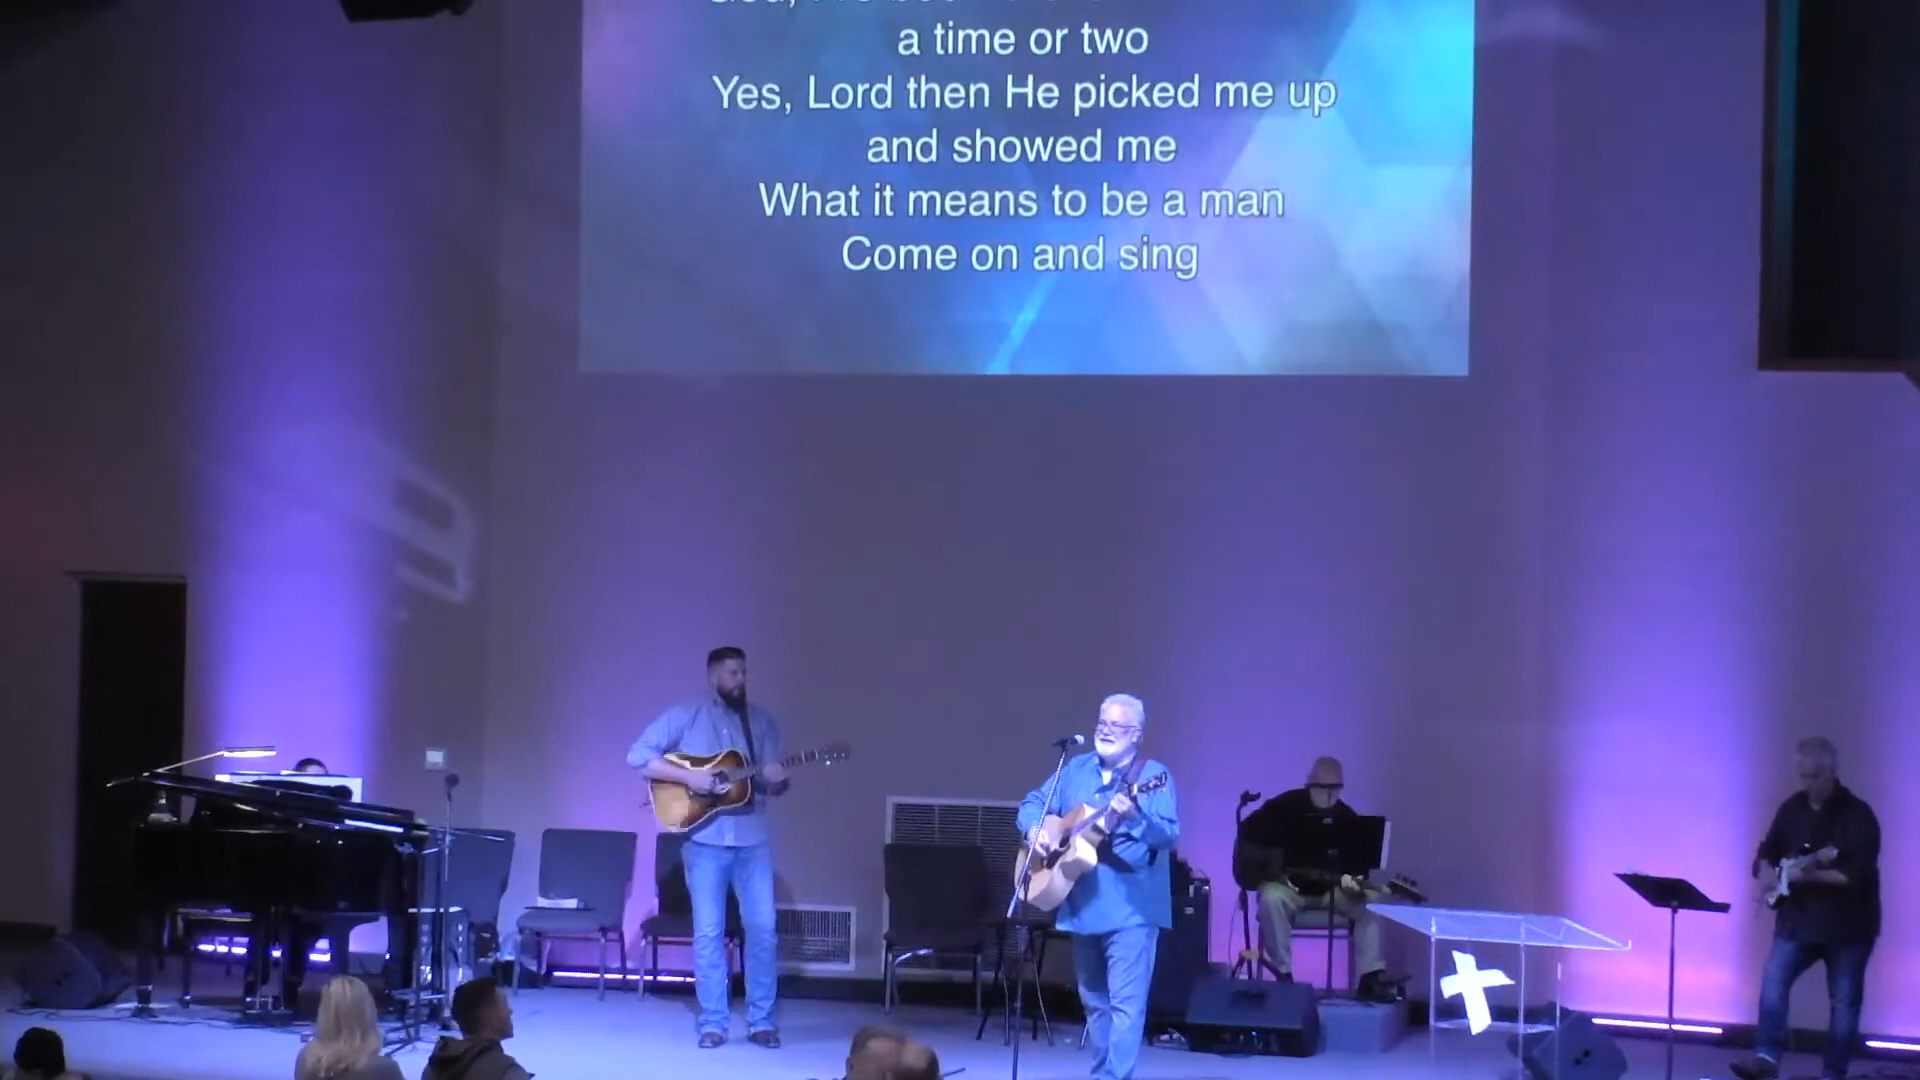 a time or two
Yes, Lord then He picked me up
and showed me
What it means to be a man
Come on and sing